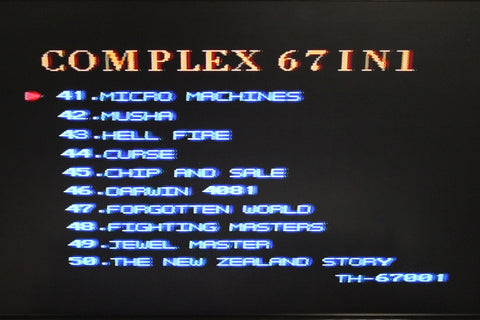 COMPLEX 67IN1
41.MICRO MACHINES
42.MUSHA
43.HELL FIRE
44.CURSE
45.CHIP AND SALE
46.DARWIN 4081
47.FORGOTTEN WORLD
48.FIGHTING MASTERS
49.JEWEL MASTER
50.THE NEW ZEALAND STORY
TH-67001